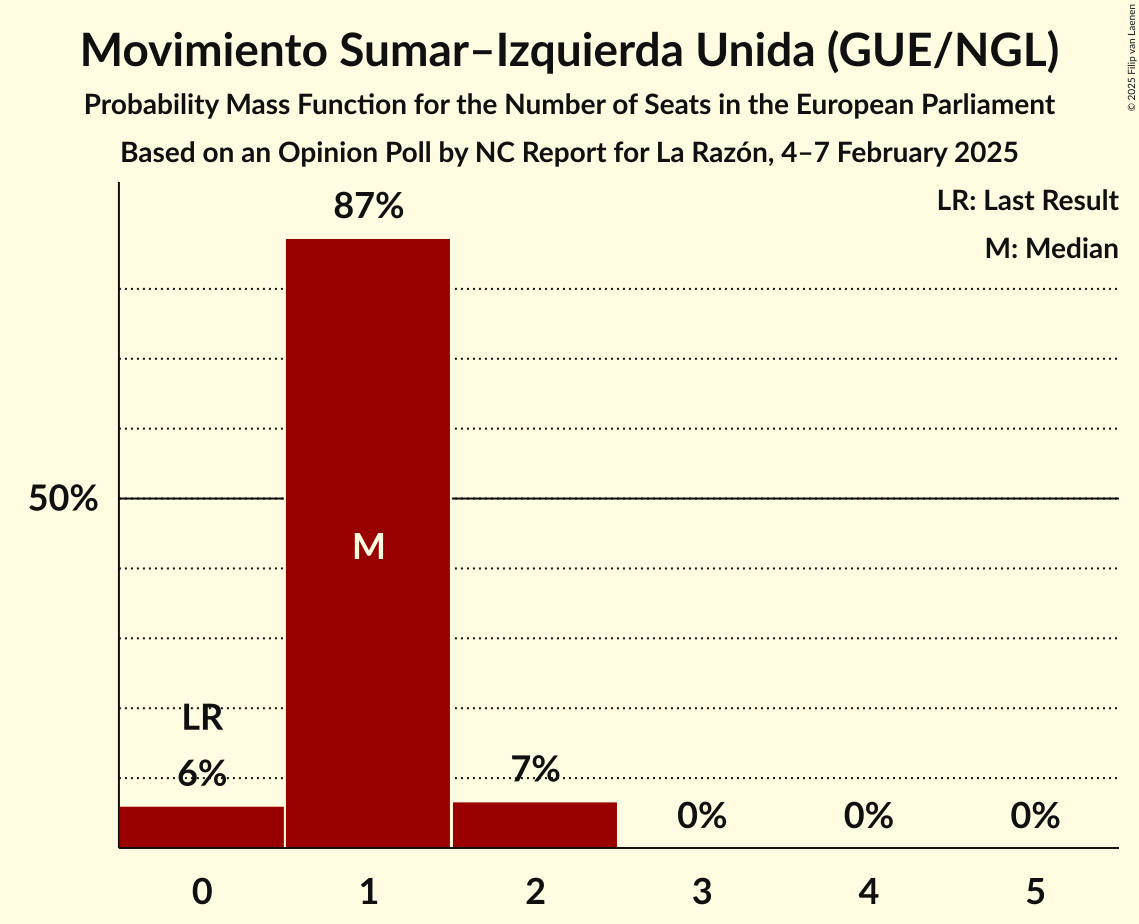 Movimiento Sumar–Izquierda Unida (GUE/NGL)
Probability Mass Function for the Number of Seats in the European Parliament
Based on an Opinion Poll by NC Report for La Razón, 4–7 February 2025
© 2025 Filip van Laenen
LR: Last Result
M: Median
87%
50%
M
LR
6%
7%
0%
0%
0%
0
1
2
3
4
5